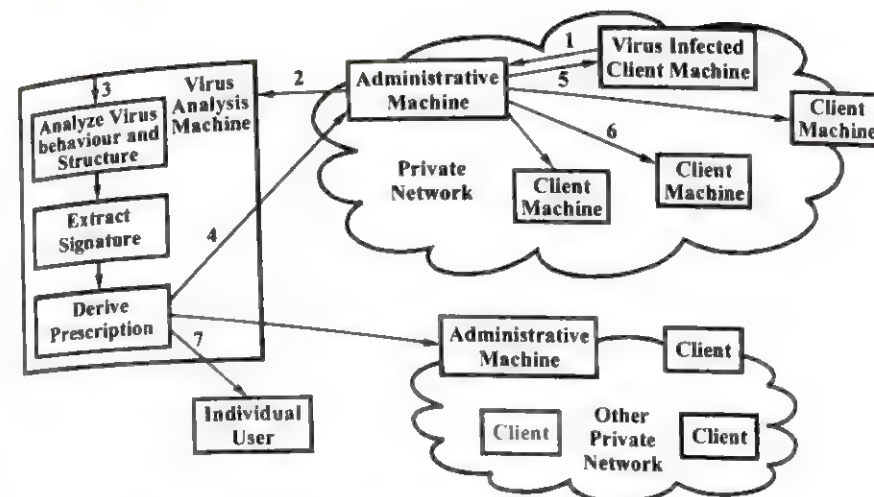 3
Virus
Analysis
Machine
Analyze Virus
behaviour and
Structure
Extract
Signature
Derive
Prescription
2
4
7
Individual
User
Administrative
Machine
1
5
Virus Infected
Client Machine
6
Client
Machine
Client
Machine
Client
Machine
Private
Network
Administrative
Machine
Client
Client
Other
Private
Network
Client